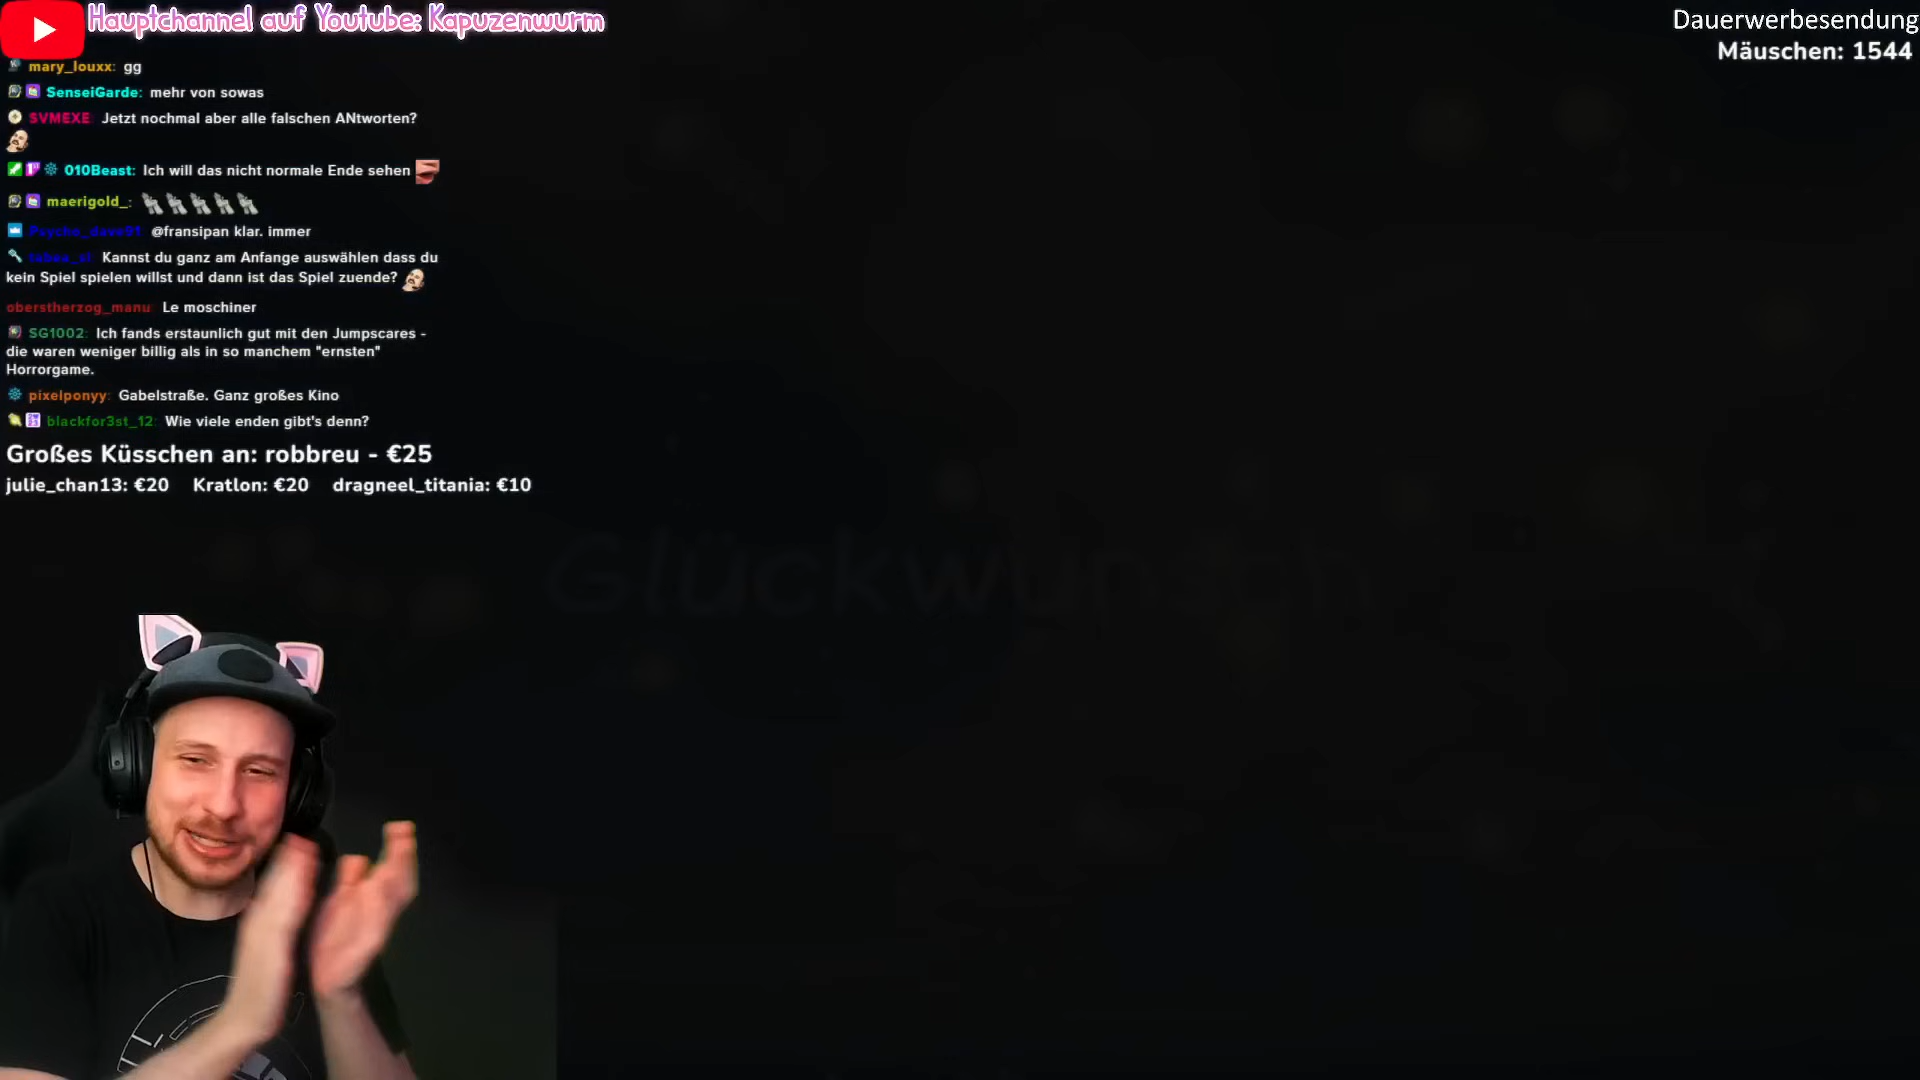 Hauptchannel auf Youtube: Kapuzenwurm
Dauerwerbesendung
Mäuschen: 1544
mary_louxx: gg
SenseiGarde: mehr von sowas
SVMEXE: Jetzt nochmal aber alle falschen ANtworten?
010Beast: Ich will das nicht normale Ende sehen
maerigold_:
Psycho_dave91 @fransipan klar. immer
Kannst du ganz am Anfange auswählen dass du
kein Spiel spielen willst und dann ist das Spiel zuende?
oberstherzog_manu: Le moschiner
SG1002: Ich fands erstaunlich gut mit den Jumpscares -
die waren weniger billig als in so manchem "ernsten"
Horrorgame.
pixelponyy: Gabelstraße. Ganz großes Kino
blackfor3st_12: Wie viele enden gibt's denn?
Großes Küsschen an: robbreu - €25
julie_chan13: €20 Kratlon: €20 dragneel_titania: €10
Glückwunsch